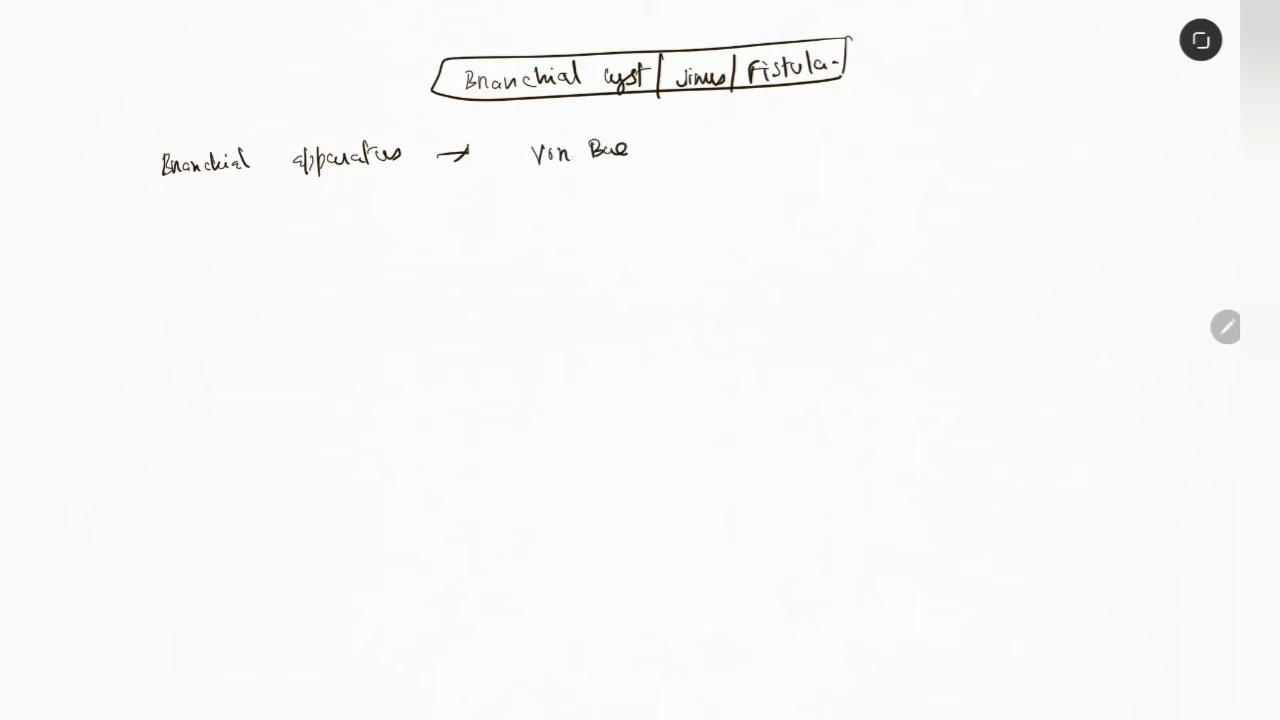 Branchial cyst / sinus / Fistula.
Branchial apparatus → Von Bae